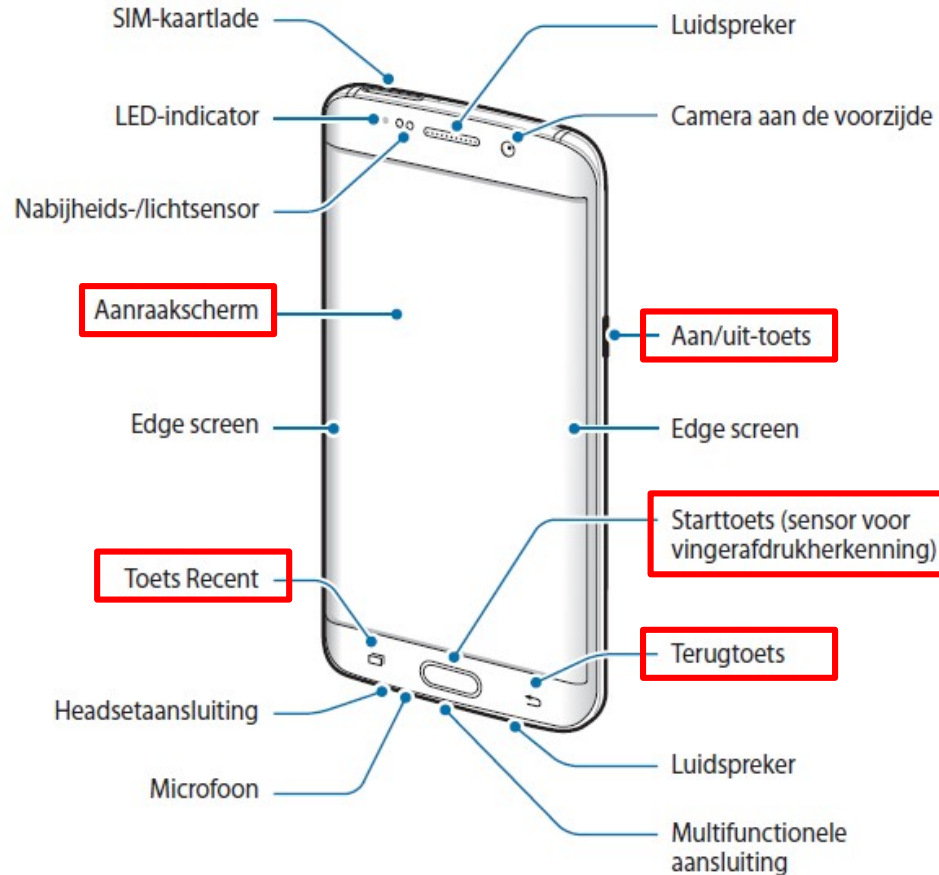 SIM-kaartlade
Luidspreker
LED-indicator
Camera aan de voorzijde
Nabijheids-/lichtsensor
Aanraakscherm
Aan/uit-toets
Edge screen
Edge screen
Starttoets (sensor voor
vingerafdrukherkenning)
Toets Recent
Terugtoets
Headsetaansluiting
Luidspreker
Microfoon
Multifunctionele
aansluiting